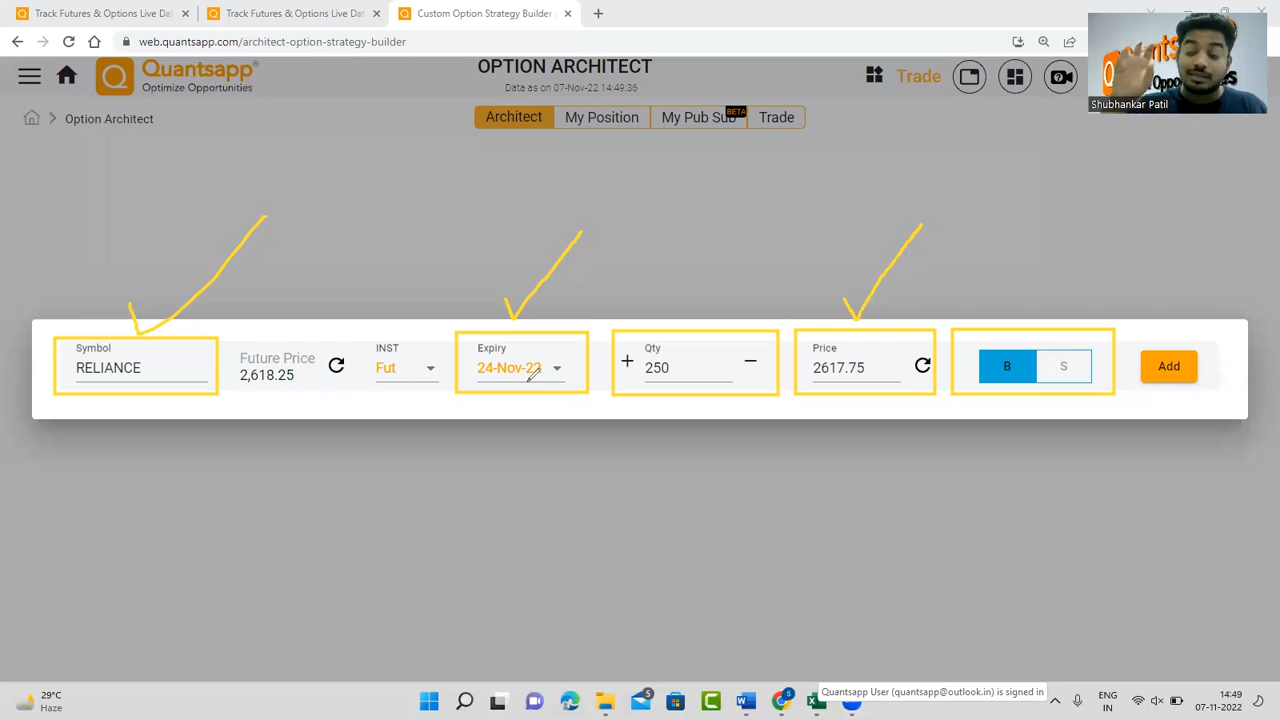 Track Futures & Options Live Dat
Track Futures & Options Live Dat
Custom Option Strategy Builder
web.quantsapp.com/architect-option-strategy-builder
Quantsapp
Optimize Opportunities
OPTION ARCHITECT
Data as on 07-Nov-22 14:49:36
Trade
Shubhankar Patil
Option Architect
Architect
My Position
My Pub Sub
BETA
Trade
Symbol
RELIANCE
Future Price
2,618.25
INST
Fut
Expiry
24-Nov-22
Qty
250
Price
2617.75
B
S
Add
29°C
Haze
5
Quantsapp User (quantsapp@outlook.in) is signed in
ENG
IN
14:49
07-11-2022